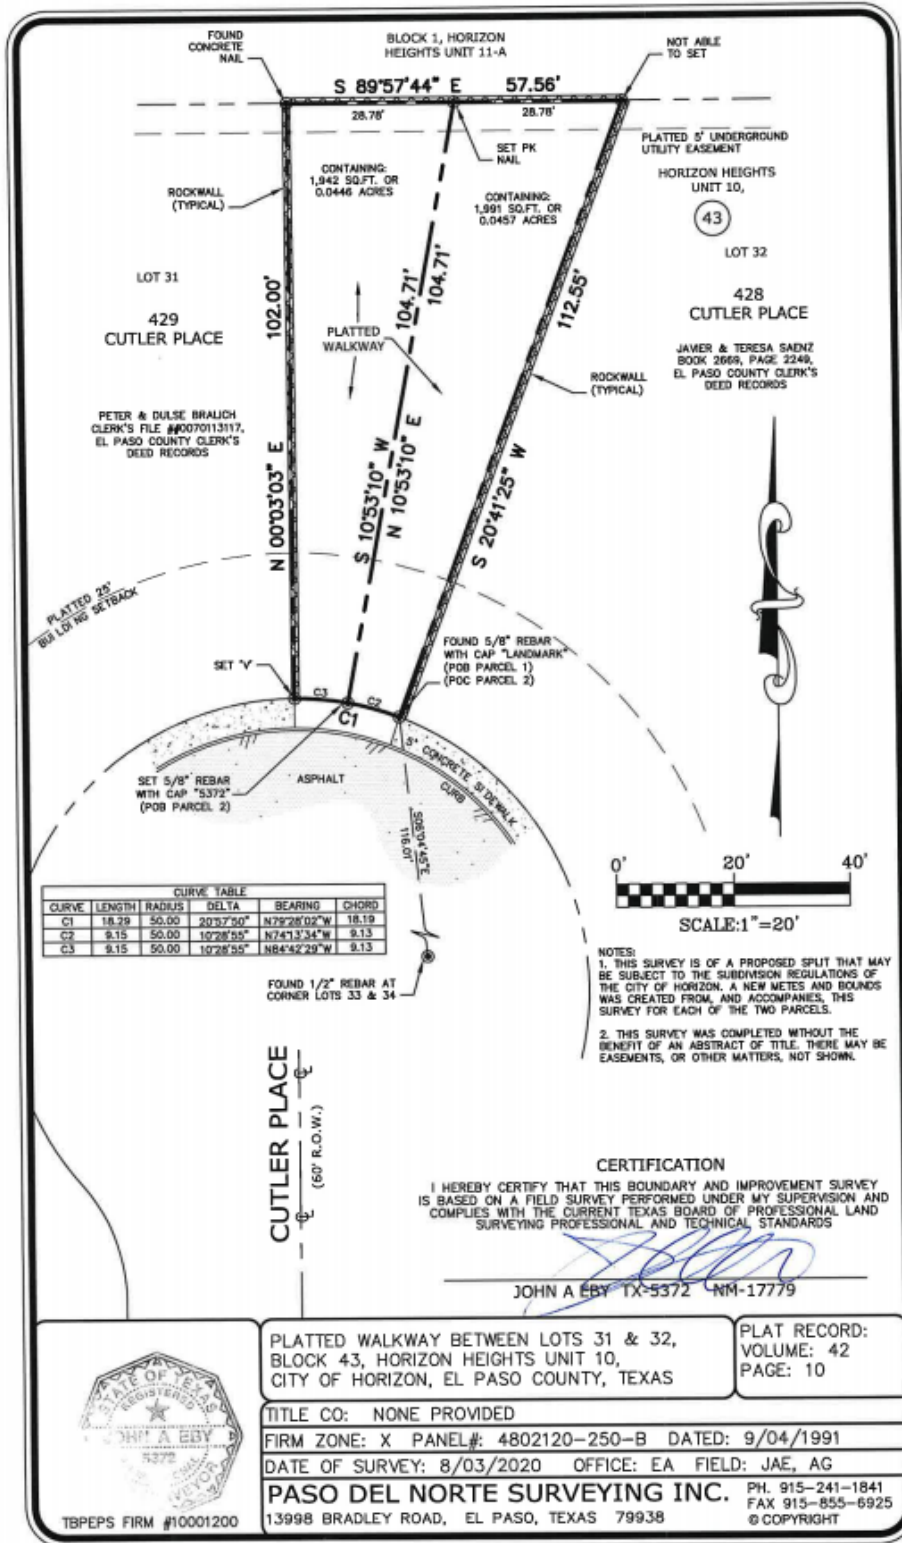 FOUND
CONCRETE
NAIL
BLOCK 1, HORIZON
HEIGHTS UNIT 11-A
NOT ABLE
TO SET
S 89°57'44" E 57.56'
28.78'
28.78'
SET PK
NAIL
PLATTED 5' UNDERGROUND
UTILITY EASEMENT
CONTAINING:
1,942 SQ.FT. OR
0.0446 ACRES
CONTAINING:
1,991 SQ.FT. OR
0.0457 ACRES
ROCKWALL
(TYPICAL)
HORIZON HEIGHTS
UNIT 10,
43
LOT 31
LOT 32
429
CUTLER PLACE
428
CUTLER PLACE
102.00'
104.71'
104.71'
112.55'
PLATTED
WALKWAY
ROCKWALL
(TYPICAL)
JAVIER & TERESA SAENZ
BOOK 2669, PAGE 2249,
EL PASO COUNTY CLERK'S
DEED RECORDS
PETER & DULSE BRAUCH
CLERK'S FILE ##0070113117,
EL PASO COUNTY CLERK'S
DEED RECORDS
N 00°03'03" E
S 10°53'10" W
N 10°53'10" E
S 20°41'25" W
PLATTED 25'
BUILDING SETBACK
SET "V"
FOUND 5/8" REBAR
WITH CAP "LANDMARK"
(POB PARCEL 1)
(POC PARCEL 2)
C3
C2
C1
SET 5/8" REBAR
WITH CAP "5372"
(POB PARCEL 2)
ASPHALT
5' CONCRETE SIDEWALK
CURB
S06°04'45"E
116.01'
0' 20' 40'
SCALE:1"=20'
CURVE TABLE
CURVE LENGTH RADIUS DELTA BEARING CHORD
C1 18.29 50.00 20°57'50" N79°28'02"W 18.19
C2 9.15 50.00 10°28'55" N74°13'34"W 9.13
C3 9.15 50.00 10°28'55" N84°42'29"W 9.13
FOUND 1/2" REBAR AT
CORNER LOTS 33 & 34
NOTES:
1. THIS SURVEY IS OF A PROPOSED SPLIT THAT MAY
BE SUBJECT TO THE SUBDIVISION REGULATIONS OF
THE CITY OF HORIZON. A NEW METES AND BOUNDS
WAS CREATED FROM, AND ACCOMPANIES, THIS
SURVEY FOR EACH OF THE TWO PARCELS.
2. THIS SURVEY WAS COMPLETED WITHOUT THE
BENEFIT OF AN ABSTRACT OF TITLE. THERE MAY BE
EASEMENTS, OR OTHER MATTERS, NOT SHOWN.
CUTLER PLACE
(60' R.O.W.)
CERTIFICATION
I HEREBY CERTIFY THAT THIS BOUNDARY AND IMPROVEMENT SURVEY
IS BASED ON A FIELD SURVEY PERFORMED UNDER MY SUPERVISION AND
COMPLIES WITH THE CURRENT TEXAS BOARD OF PROFESSIONAL LAND
SURVEYING PROFESSIONAL AND TECHNICAL STANDARDS
JOHN A EBY TX-5372 NM-17779
STATE OF TEXAS
REGISTERED
JOHN A EBY
5372
TBPEPS FIRM #10001200
PLATTED WALKWAY BETWEEN LOTS 31 & 32,
BLOCK 43, HORIZON HEIGHTS UNIT 10,
CITY OF HORIZON, EL PASO COUNTY, TEXAS
PLAT RECORD:
VOLUME: 42
PAGE: 10
TITLE CO: NONE PROVIDED
FIRM ZONE: X PANEL#: 4802120-250-B DATED: 9/04/1991
DATE OF SURVEY: 8/03/2020 OFFICE: EA FIELD: JAE, AG
PASO DEL NORTE SURVEYING INC.
13998 BRADLEY ROAD, EL PASO, TEXAS 79938
PH. 915-241-1841
FAX 915-855-6925
© COPYRIGHT